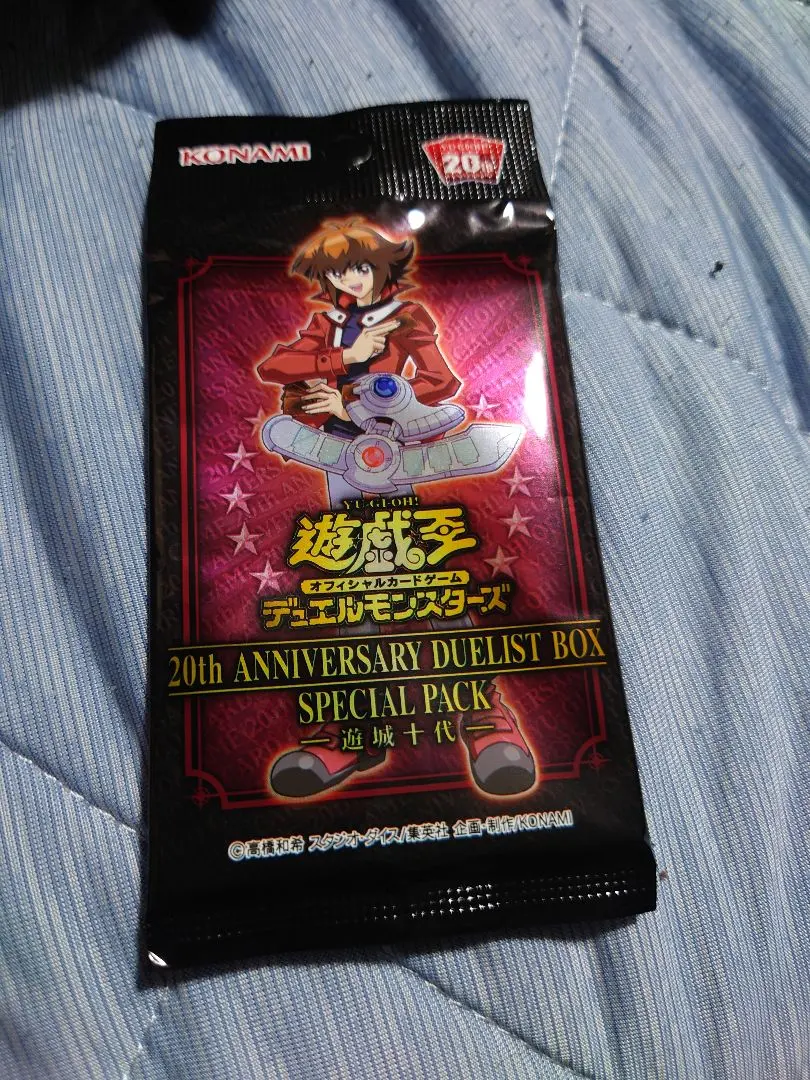 KONAMI
20th
YU-GI-OH!
遊戯王
オフィシャルカードゲーム
デュエルモンスターズ
20th ANNIVERSARY DUELIST BOX
SPECIAL PACK
―遊城十代―
©高橋和希 スタジオ・ダイス/集英社 企画・制作/KONAMI